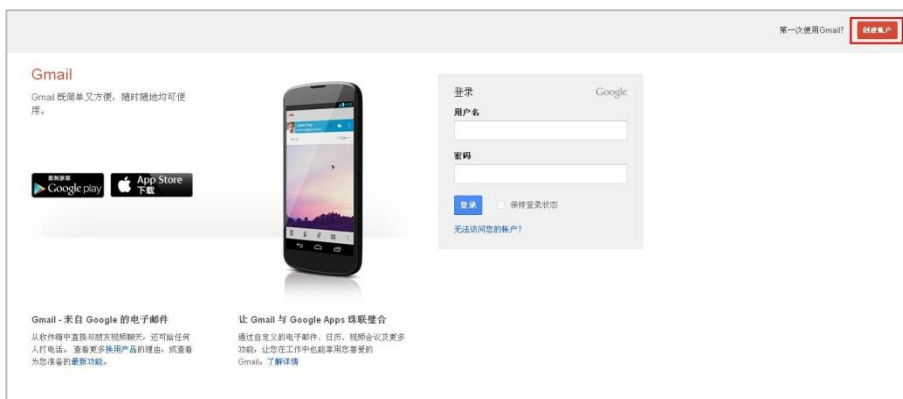 第一次使用Gmail?
创建帐户
Gmail
Gmail 既简单又方便，随时随地均可使
用。
即刻获取
Google play
App Store
下载
登录
Google
用户名
密码
登录
保持登录状态
无法访问您的帐户?
Gmail - 来自 Google 的电子邮件
从收件箱中直接与朋友视频聊天，还可给任何
人打电话。 查看更多换用产品的理由，或查看
为您准备的最新功能。
让 Gmail 与 Google Apps 珠联璧合
通过自定义的电子邮件、日历、视频会议及更多
功能，让您在工作中也能享用您喜爱的
Gmail。了解详情